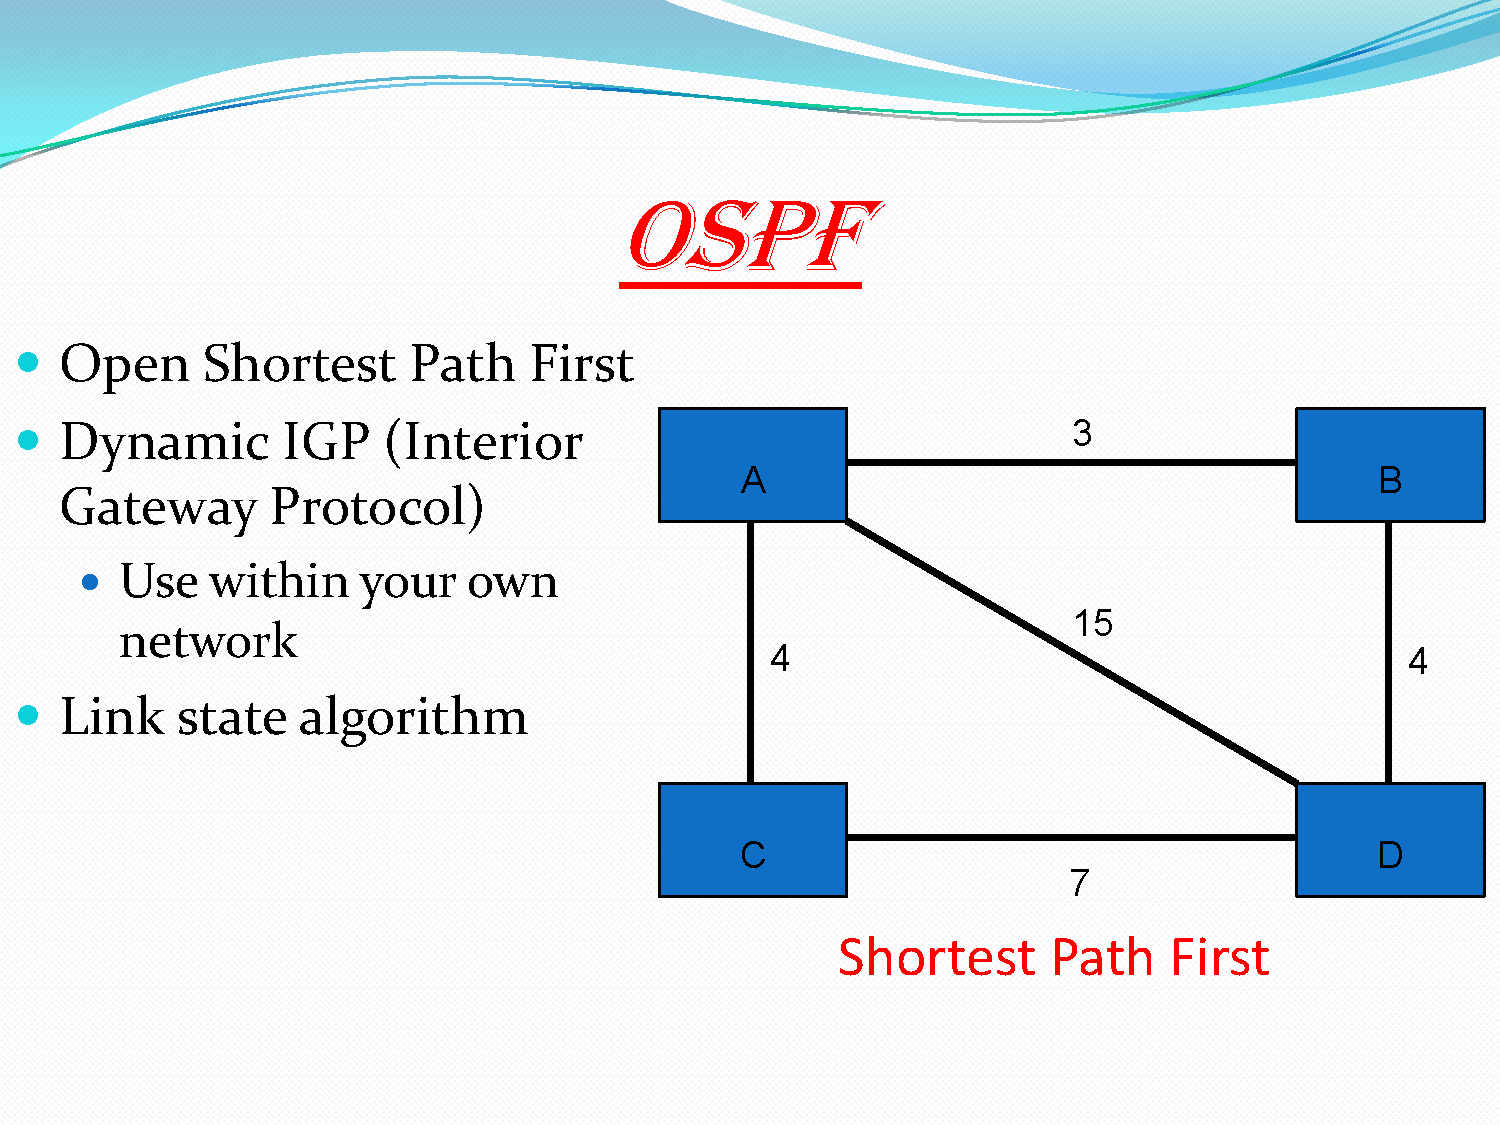 OSPF
• Open Shortest Path First
• Dynamic IGP (Interior
Gateway Protocol)
• Use within your own
network
• Link state algorithm
A
3
B
15
4
4
C
D
7
Shortest Path First